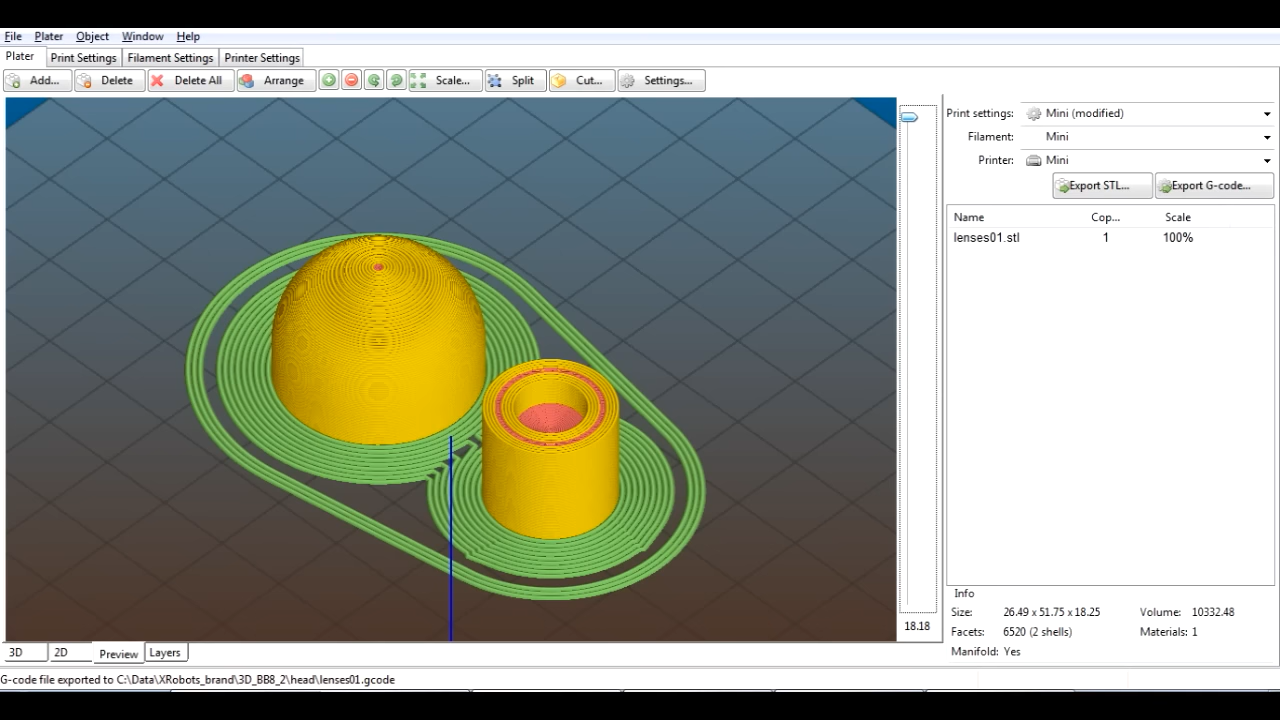 File Plater Object Window Help
Plater Print Settings Filament Settings Printer Settings
Add... Delete Delete All Arrange Scale... Split Cut... Settings...
Print settings: Mini (modified)
Filament: Mini
Printer: Mini
Export STL... Export G-code...
Name Cop... Scale
lenses01.stl 1 100%
Info
Size: 26.49 x 51.75 x 18.25 Volume: 10332.48
18.18
Facets: 6520 (2 shells) Materials: 1
Manifold: Yes
3D 2D Preview Layers
G-code file exported to C:\Data\XRobots_brand\3D_BB8_2\head\lenses01.gcode